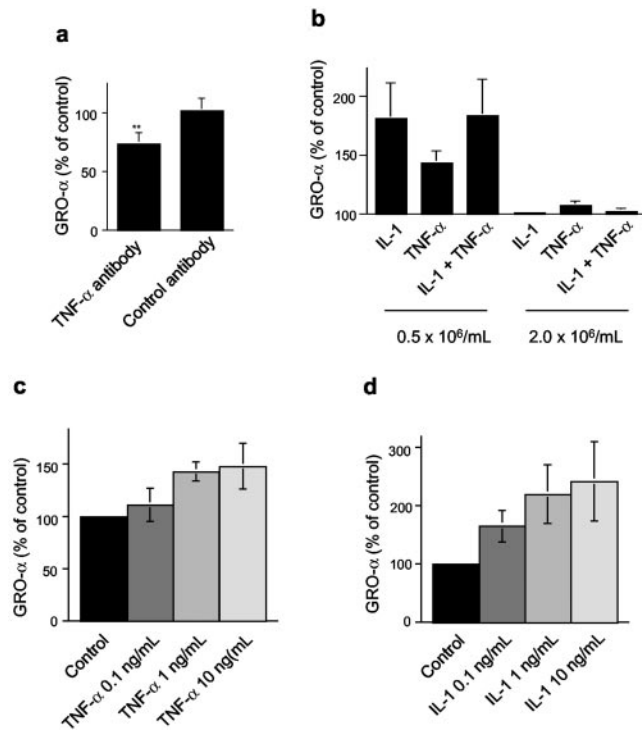 a
GRO-α (% of control)
100
50
0
**
TNF-α antibody
Control antibody
b
GRO-α (% of control)
200
150
100
IL-1
TNF-α
IL-1 + TNF-α
IL-1
TNF-α
IL-1 + TNF-α
0.5 x 10⁶/mL
2.0 x 10⁶/mL
c
GRO-α (% of control)
150
100
50
0
Control
TNF-α 0.1 ng/mL
TNF-α 1 ng/mL
TNF-α 10 ng(mL
d
GRO-α (% of control)
300
200
100
0
Control
IL-1 0.1 ng/mL
IL-1 1 ng/mL
IL-1 10 ng/mL